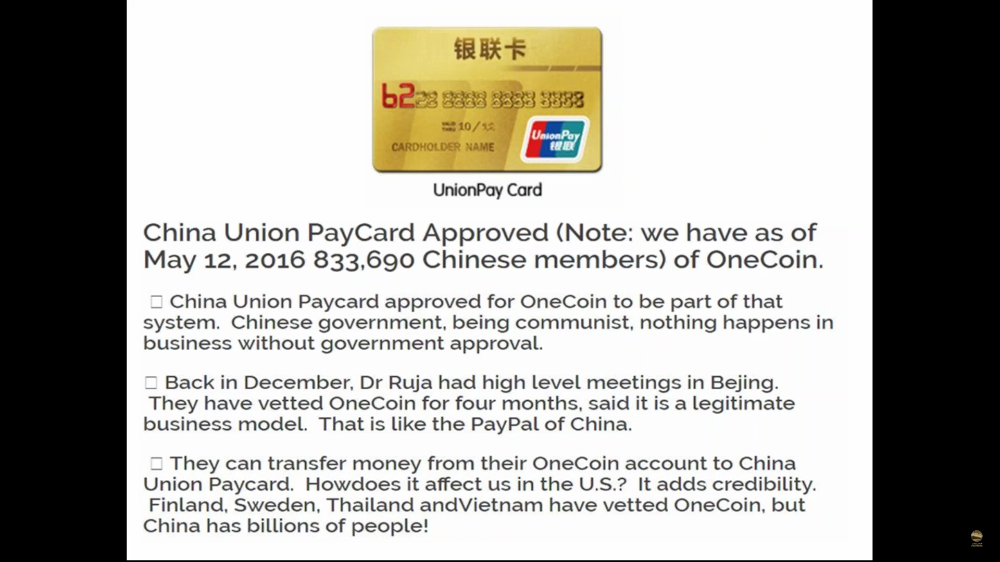 银联卡
6228 8888 8888 8888
VALID THRU 10/
CARDHOLDER NAME
UnionPay
银联
UnionPay Card
China Union PayCard Approved (Note: we have as of
May 12, 2016 833,690 Chinese members) of OneCoin.
□ China Union Paycard approved for OneCoin to be part of that
system. Chinese government, being communist, nothing happens in
business without government approval.
□ Back in December, Dr Ruja had high level meetings in Bejing.
They have vetted OneCoin for four months, said it is a legitimate
business model. That is like the PayPal of China.
□ They can transfer money from their OneCoin account to China
Union Paycard. Howdoes it affect us in the U.S.? It adds credibility.
Finland, Sweden, Thailand andVietnam have vetted OneCoin, but
China has billions of people!